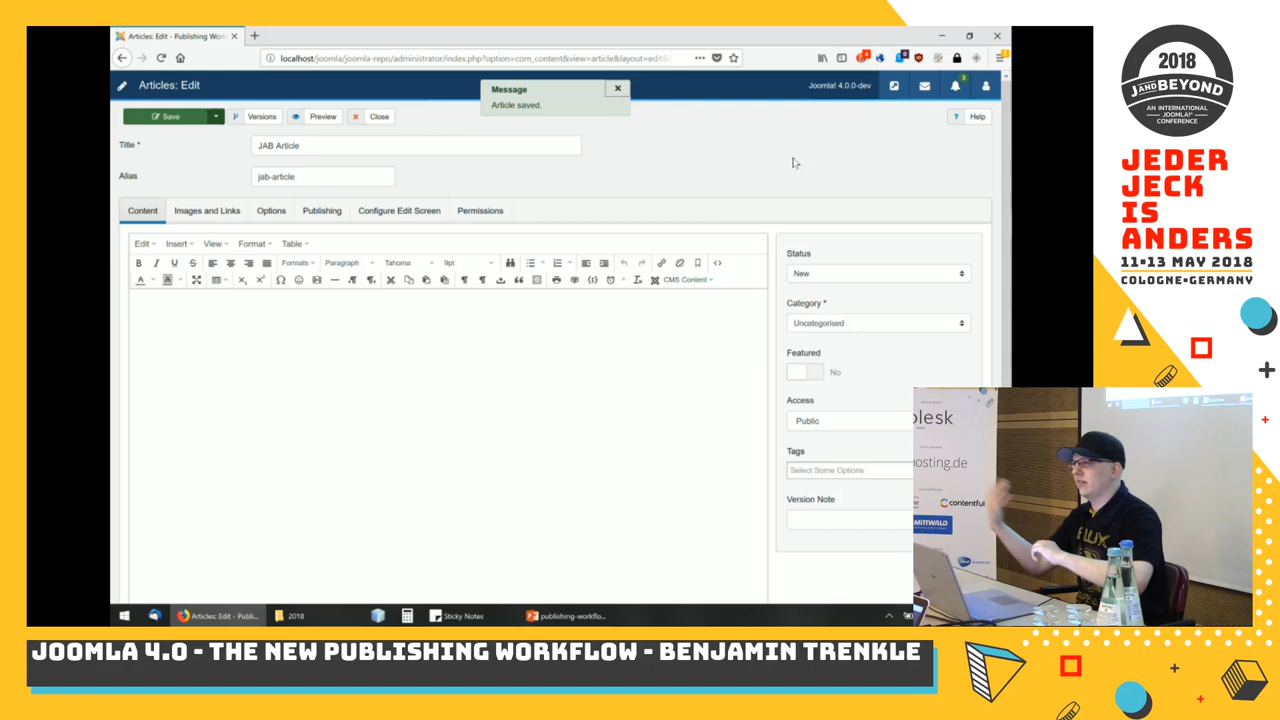 Articles: Edit - Publishing Work
localhost/joomla/joomla-repo/administrator/index.php?option=com_content&view=article&layout=edit&
Articles: Edit
Joomla! 4.0.0-dev
3
Message
Article saved.
Save
Versions
Preview
Close
Help
Title *
JAB Article
Alias
jab-article
Content
Images and Links
Options
Publishing
Configure Edit Screen
Permissions
Edit
Insert
View
Format
Table
Formats
Paragraph
Tahoma
9pt
CMS Content
Status
New
Category *
Uncategorised
Featured
No
Access
Public
Tags
Select Some Options
Version Note
Articles: Edit - Publi...
2018
Sticky Notes
publishing-workflo...
lesk
hosting.de
contentful
MITTWALD
2018
JANDBEYOND
AN INTERNATIONAL
JOOMLA!®
CONFERENCE
JEDER
JECK
IS
ANDERS
11-13 MAY 2018
COLOGNE•GERMANY
JOOMLA 4.0 - THE NEW PUBLISHING WORKFLOW - BENJAMIN TRENKLE